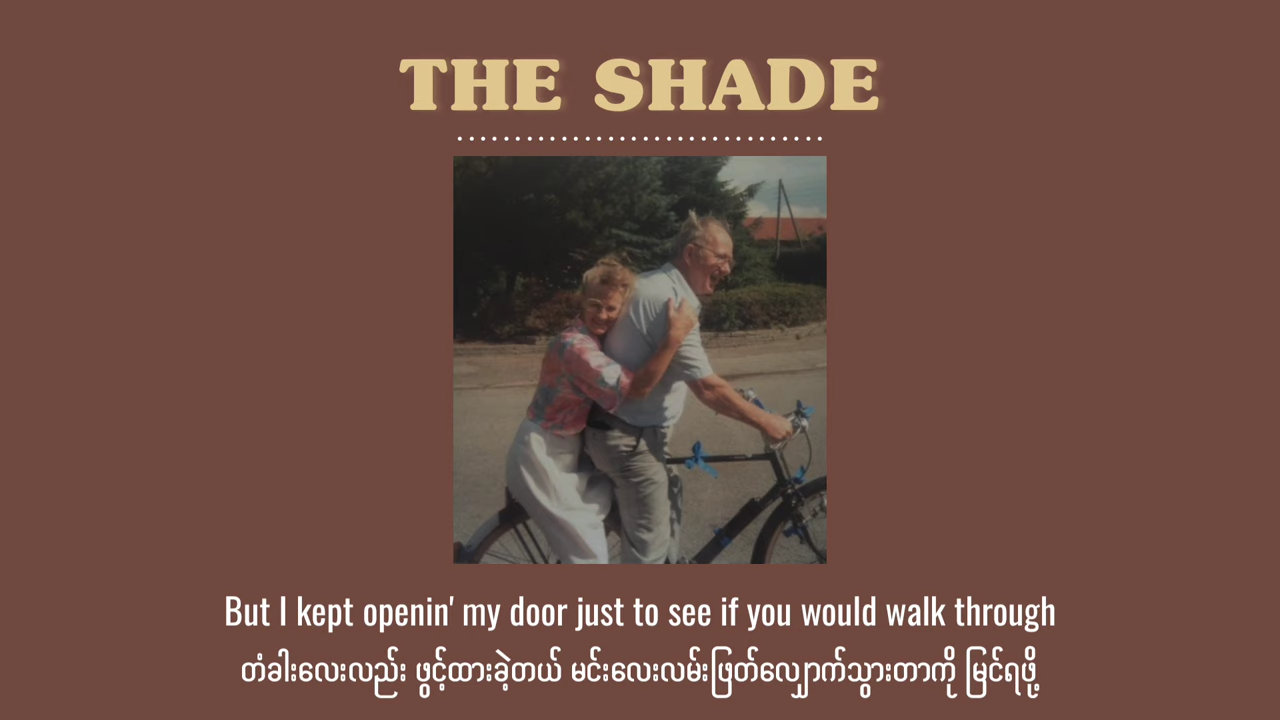 THE SHADE
But I kept openin' my door just to see if you would walk through
တံခါးလေးလည်း ဖွင့်ထားခဲ့တယ် မင်းလေးလမ်းဖြတ်လျှောက်သွားတာကို မြင်ရဖို့